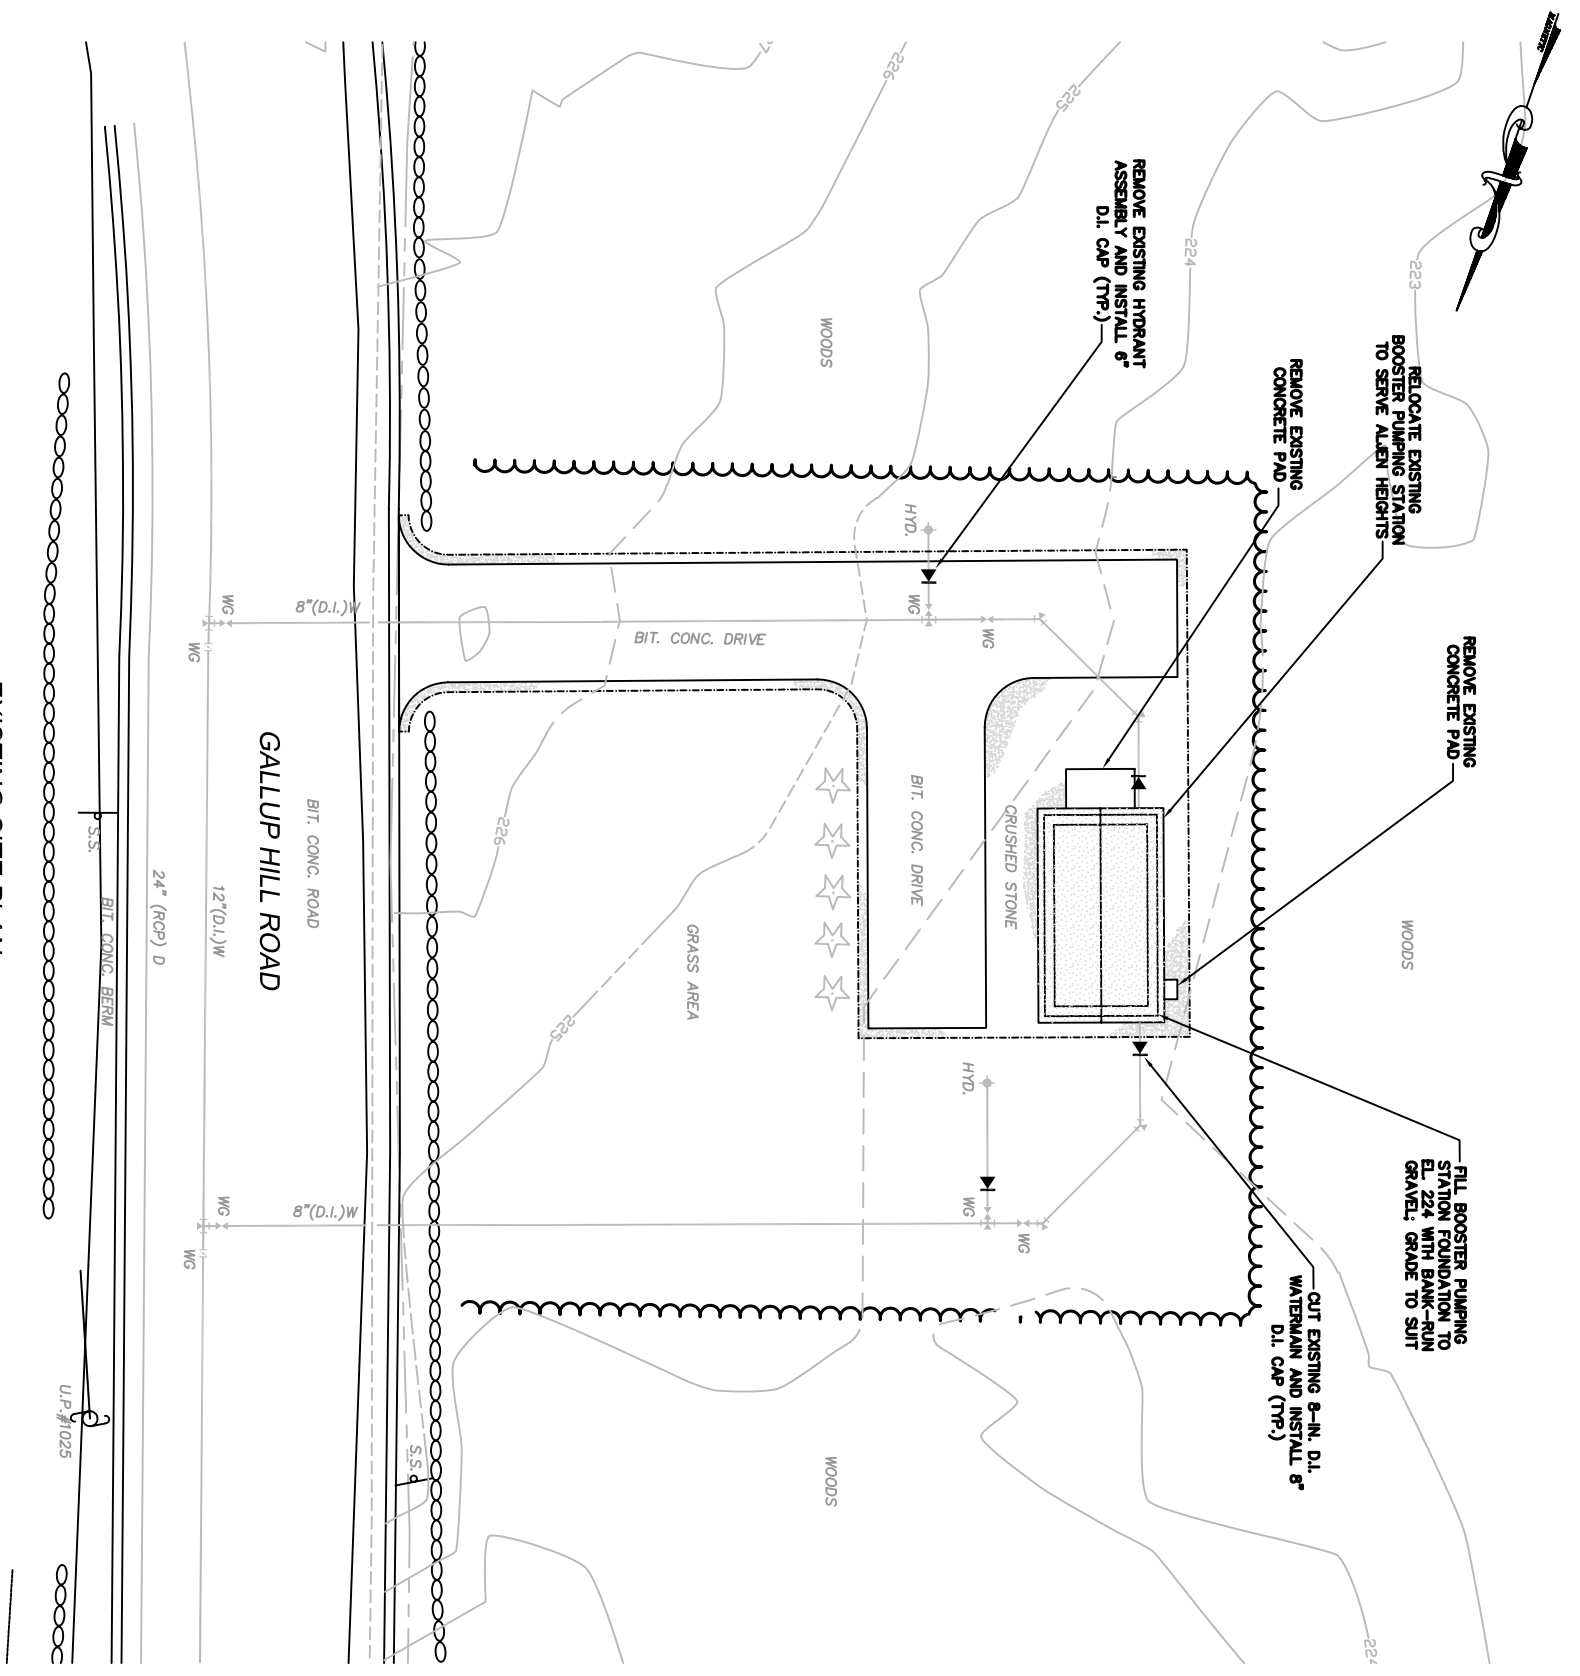 MAGNETIC
223
224
225
226
REMOVE EXISTING HYDRANT
ASSEMBLY AND INSTALL 6"
D.I. CAP (TYP.)
REMOVE EXISTING
CONCRETE PAD
RELOCATE EXISTING
BOOSTER PUMPING STATION
TO SERVE ALJEN HEIGHTS
REMOVE EXISTING
CONCRETE PAD
FILL BOOSTER PUMPING
STATION FOUNDATION TO
EL. 224 WITH BANK-RUN
GRAVEL; GRADE TO SUIT
CUT EXISTING 8-IN. D.I.
WATERMAIN AND INSTALL 8"
D.I. CAP (TYP.)
WOODS
WOODS
WOODS
HYD.
WG
WG
BIT. CONC. DRIVE
8"(D.I.)W
WG
WG
BIT. CONC. DRIVE
CRUSHED STONE
GRASS AREA
226
225
HYD.
WG
WG
8"(D.I.)W
WG
WG
GALLUP HILL ROAD
BIT. CONC. ROAD
12"(D.I.)W
24" (RCP) D
BIT. CONC. BERM
S.S.
S.S.
U.P.#1025
224